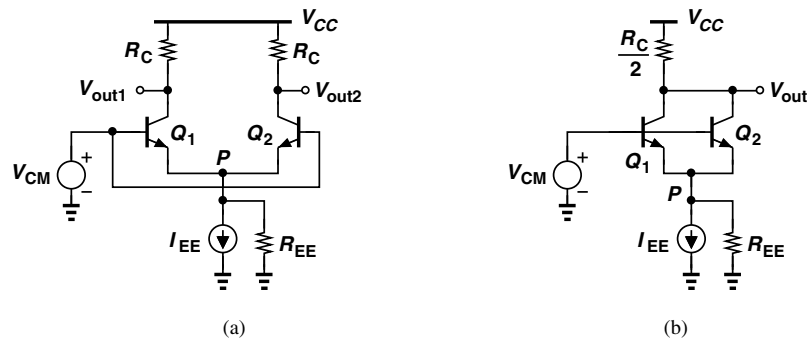 V_CC
R_C
R_C
V_out1
V_out2
Q_1
Q_2
P
V_CM
+
−
I_EE
R_EE
(a)
V_CC
R_C
2
V_out
Q_1
Q_2
P
V_CM
+
−
I_EE
R_EE
(b)